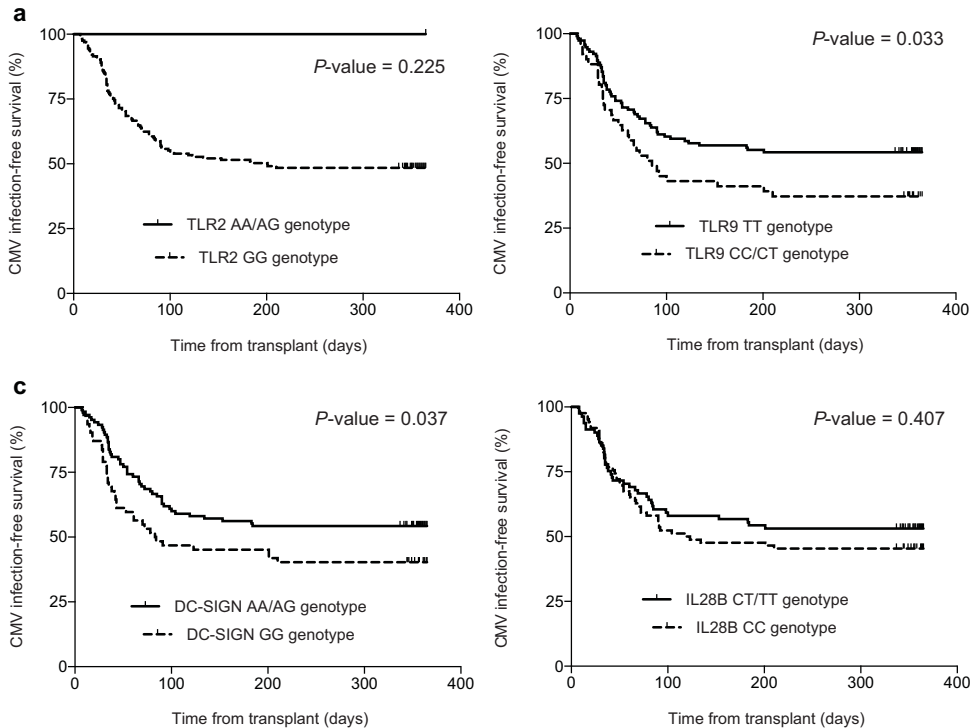 a
CMV infection-free survival (%)
100
75
50
25
0
P-value = 0.225
TLR2 AA/AG genotype
TLR2 GG genotype
0 100 200 300 400
Time from transplant (days)
CMV infection-free survival (%)
100
75
50
25
0
P-value = 0.033
TLR9 TT genotype
TLR9 CC/CT genotype
0 100 200 300 400
Time from transplant (days)
c
CMV infection-free survival (%)
100
75
50
25
0
P-value = 0.037
DC-SIGN AA/AG genotype
DC-SIGN GG genotype
0 100 200 300 400
Time from transplant (days)
CMV infection-free survival (%)
100
75
50
25
0
P-value = 0.407
IL28B CT/TT genotype
IL28B CC genotype
0 100 200 300 400
Time from transplant (days)